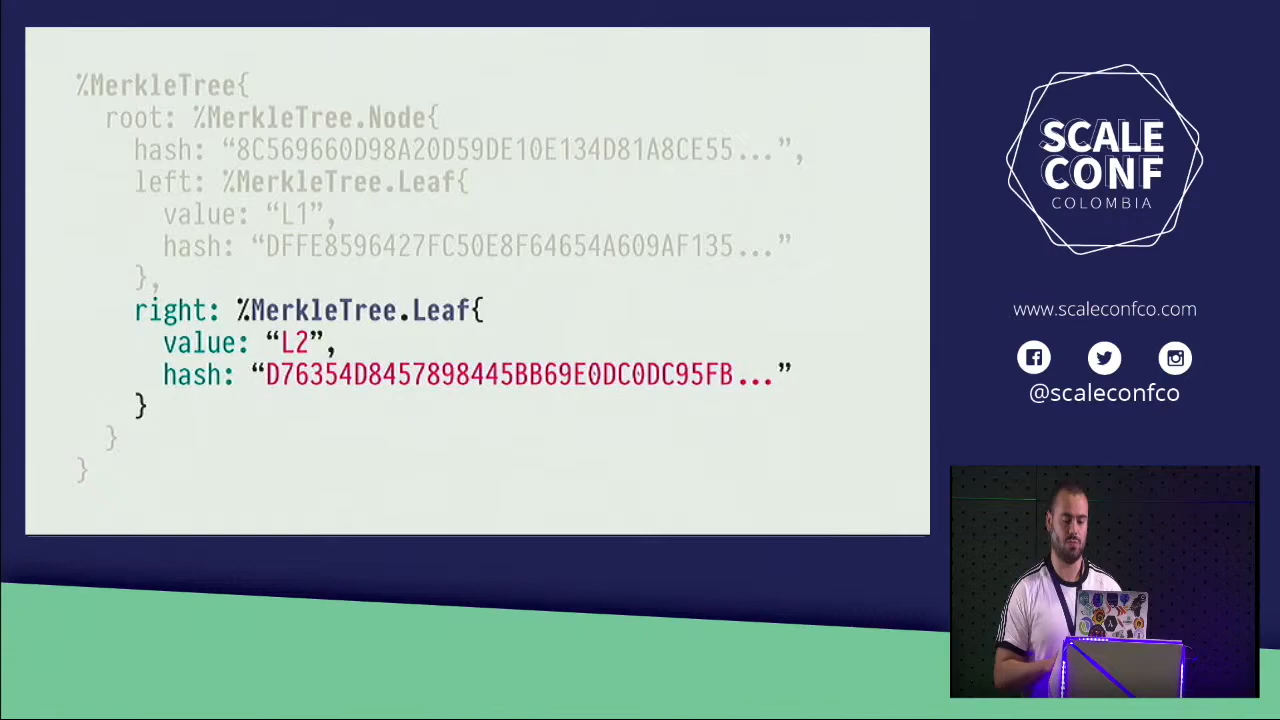 %MerkleTree{
root: %MerkleTree.Node{
hash: “8C569660D98A20D59DE10E134D81A8CE55...”,
left: %MerkleTree.Leaf{
value: “L1”,
hash: “DFFE8596427FC50E8F64654A609AF135...”
},
right: %MerkleTree.Leaf{
value: “L2”,
hash: “D76354D8457898445BB69E0DC0DC95FB...”
}
}
}
SCALE
CONF
COLOMBIA
www.scaleconfco.com
@scaleconfco